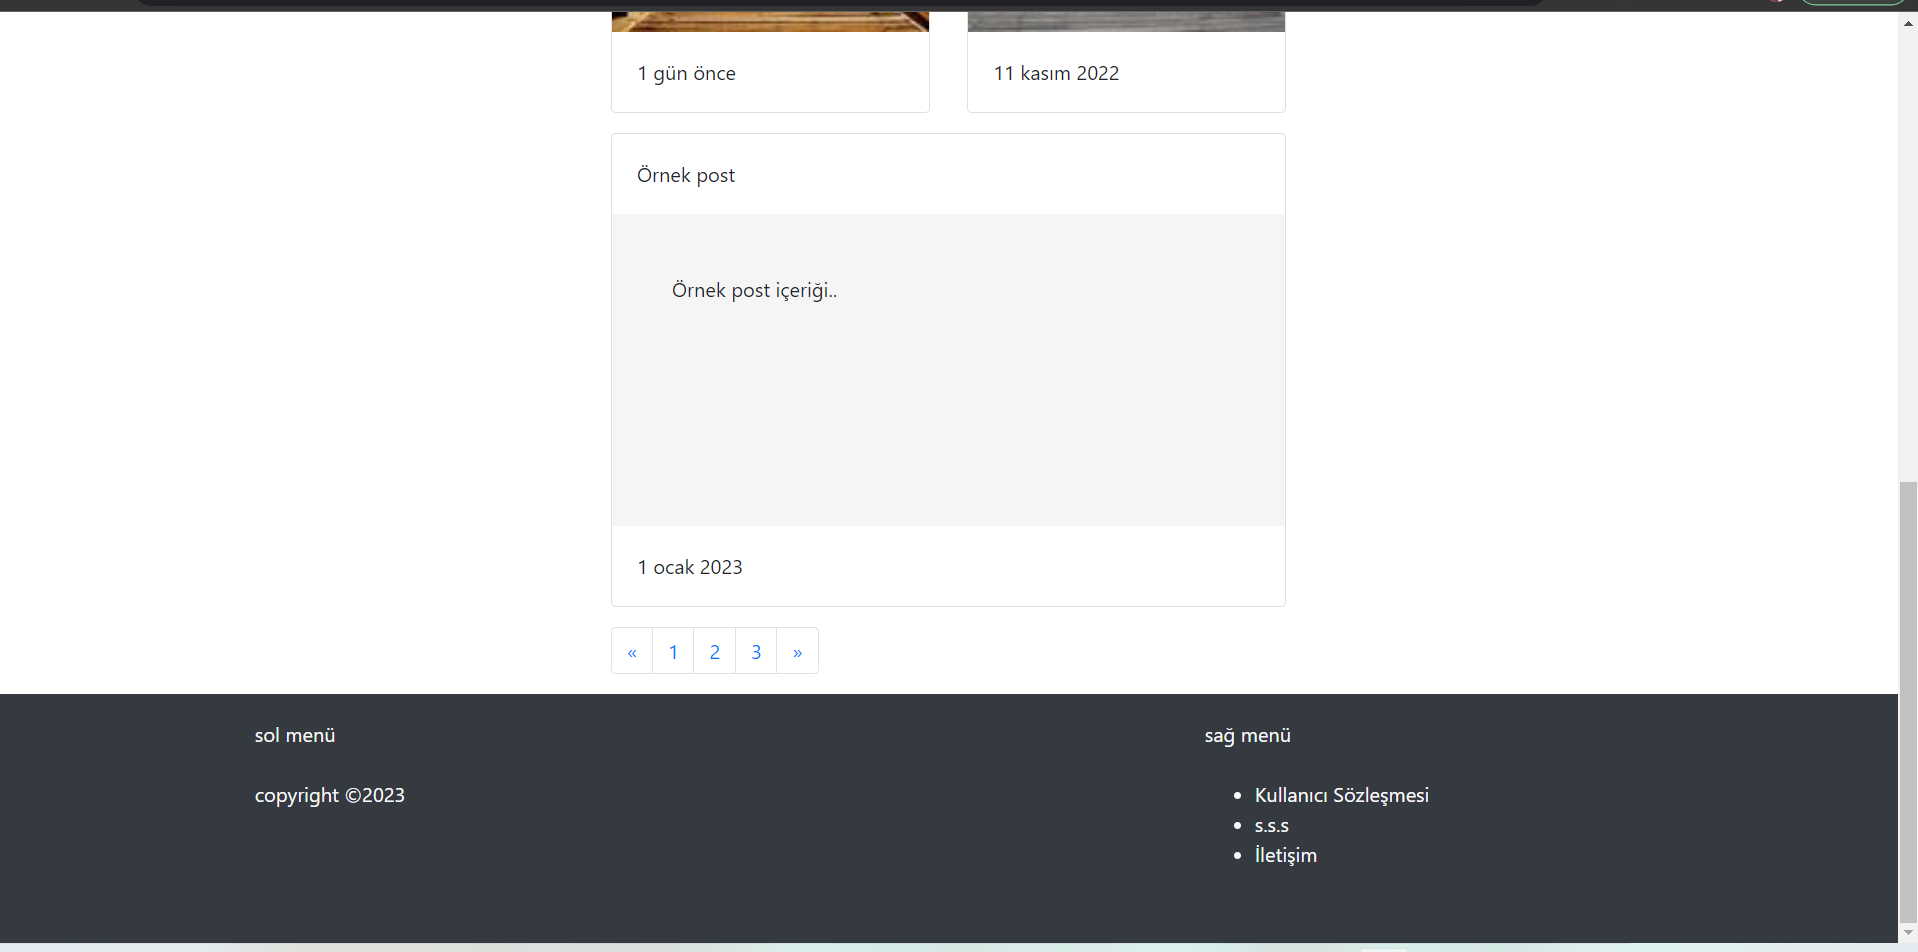 1 gün önce
11 kasım 2022
Örnek post
Örnek post içeriği..
1 ocak 2023
« 1 2 3 »
sol menü
copyright ©2023
sağ menü
Kullanıcı Sözleşmesi
s.s.s
İletişim